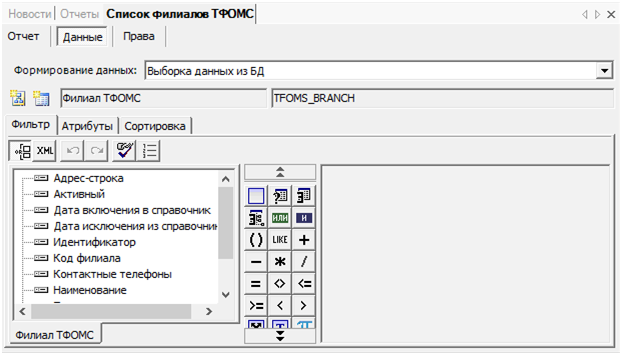 Новости Отчеты Список Филиалов ТФОМС
Отчет Данные Права
Формирование данных: Выборка данных из БД
Филиал ТФОМС TFOMS_BRANCH
Фильтр Атрибуты Сортировка
XML
Адрес-строка
Активный
Дата включения в справочник
Дата исключения из справочни
Идентификатор
Код филиала
Контактные телефоны
Наименование
ИЛИ И
( ) LIKE +
− * /
= <> <=
>= < >
Филиал ТФОМС